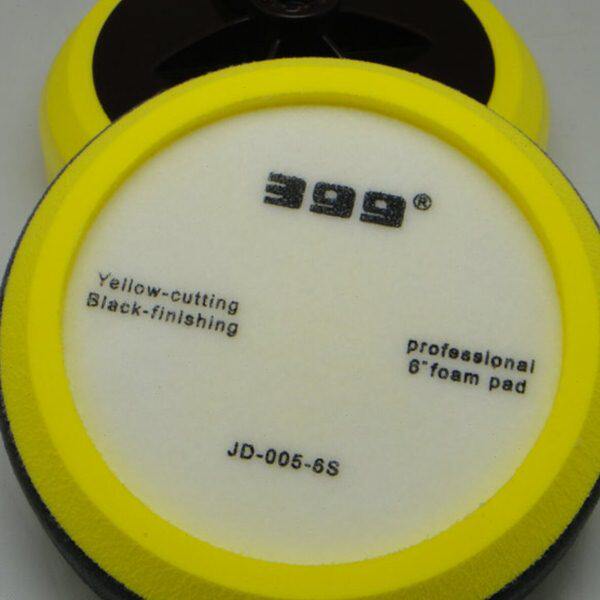 399®
Yellow-cutting
Black-finishing
professional
6"foam pad
JD-005-6S